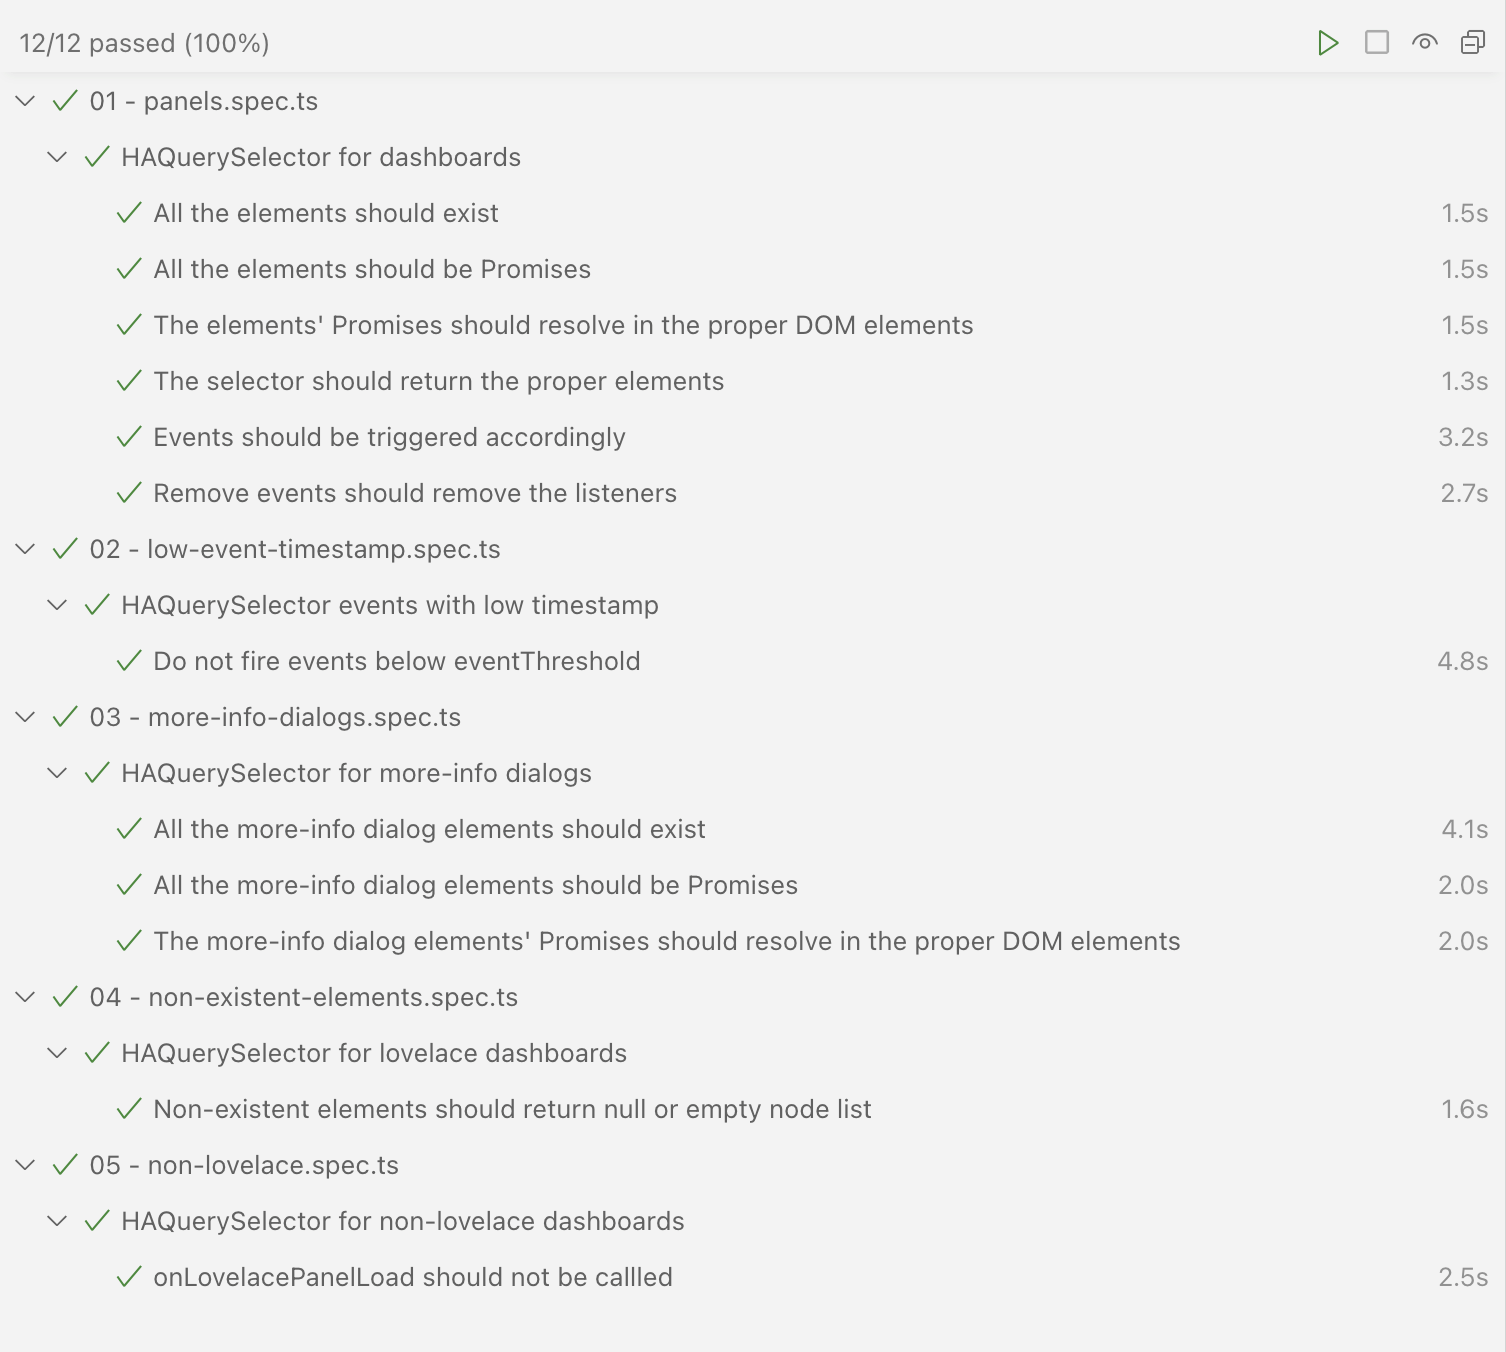 12/12 passed (100%)
01 - panels.spec.ts
HAQuerySelector for dashboards
All the elements should exist 1.5s
All the elements should be Promises 1.5s
The elements' Promises should resolve in the proper DOM elements 1.5s
The selector should return the proper elements 1.3s
Events should be triggered accordingly 3.2s
Remove events should remove the listeners 2.7s
02 - low-event-timestamp.spec.ts
HAQuerySelector events with low timestamp
Do not fire events below eventThreshold 4.8s
03 - more-info-dialogs.spec.ts
HAQuerySelector for more-info dialogs
All the more-info dialog elements should exist 4.1s
All the more-info dialog elements should be Promises 2.0s
The more-info dialog elements' Promises should resolve in the proper DOM elements 2.0s
04 - non-existent-elements.spec.ts
HAQuerySelector for lovelace dashboards
Non-existent elements should return null or empty node list 1.6s
05 - non-lovelace.spec.ts
HAQuerySelector for non-lovelace dashboards
onLovelacePanelLoad should not be callled 2.5s